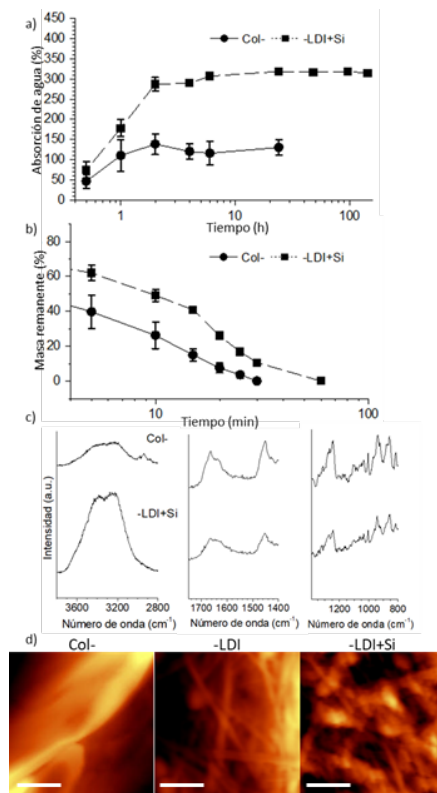 a)
Col-
-LDI+Si
Absorción de agua (%)
450
400
350
300
250
200
150
100
50
0
1
10
100
Tiempo (h)
b)
Col-
-LDI+Si
Masa remanente (%)
80
60
40
20
0
10
100
Tiempo (min)
c)
Intensidad (a.u.)
Col-
-LDI+Si
3600
3200
2800
1700
1600
1500
1400
1200
1000
800
Número de onda (cm⁻¹)
Número de onda (cm⁻¹)
Número de onda (cm⁻¹)
d)
Col-
-LDI
-LDI+Si